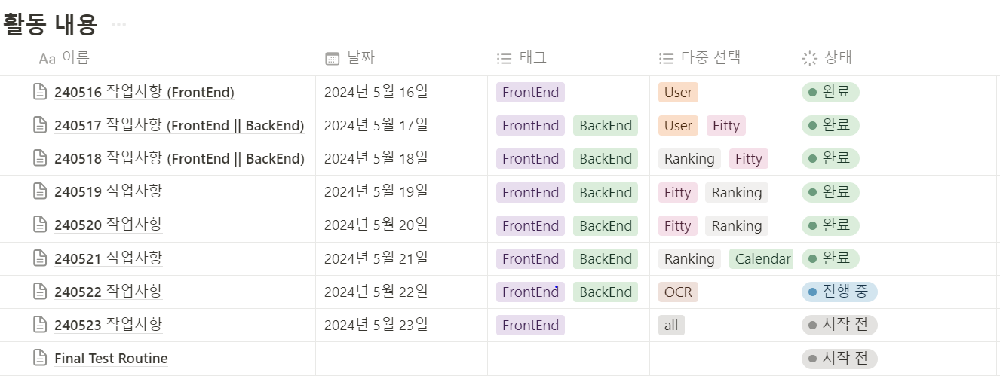 활동 내용 ...
Aa 이름 날짜 태그 다중 선택 상태
240516 작업사항 (FrontEnd) 2024년 5월 16일 FrontEnd User 완료
240517 작업사항 (FrontEnd || BackEnd) 2024년 5월 17일 FrontEnd BackEnd User Fitty 완료
240518 작업사항 (FrontEnd || BackEnd) 2024년 5월 18일 FrontEnd BackEnd Ranking Fitty 완료
240519 작업사항 2024년 5월 19일 FrontEnd BackEnd Fitty Ranking 완료
240520 작업사항 2024년 5월 20일 FrontEnd BackEnd Fitty Ranking 완료
240521 작업사항 2024년 5월 21일 FrontEnd BackEnd Ranking Calendar 완료
240522 작업사항 2024년 5월 22일 FrontEnd BackEnd OCR 진행 중
240523 작업사항 2024년 5월 23일 FrontEnd all 시작 전
Final Test Routine 시작 전